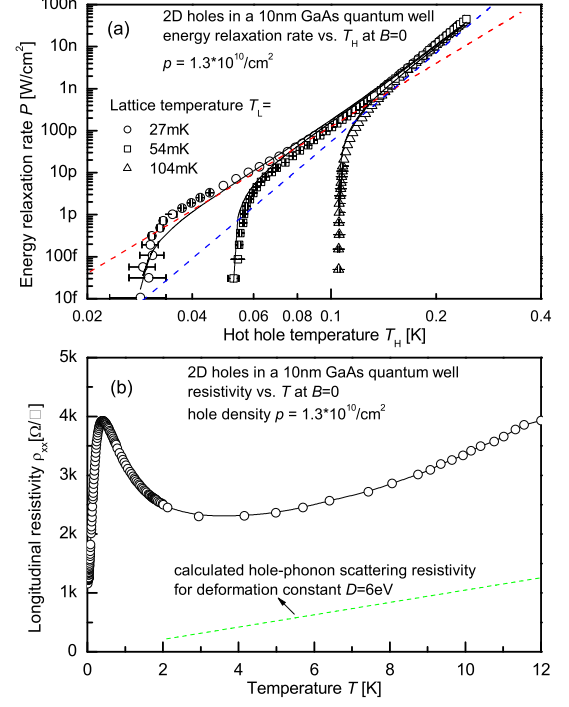 100n
(a)
2D holes in a 10nm GaAs quantum well
energy relaxation rate vs. T_H at B=0
p = 1.3*10^10/cm^2
10n
1n
100p
10p
1p
100f
10f
Energy relaxation rate P [W/cm^2]
Lattice temperature T_L=
27mK
54mK
104mK
0.02 0.04 0.06 0.08 0.1 0.2 0.4
Hot hole temperature T_H [K]
5k
4k
3k
2k
1k
0
Longitudinal resistivity ρ_xx[Ω/□]
(b)
2D holes in a 10nm GaAs quantum well
resistivity vs. T at B=0
hole density p = 1.3*10^10/cm^2
calculated hole-phonon scattering resistivity
for deformation constant D=6eV
0 2 4 6 8 10 12
Temperature T [K]